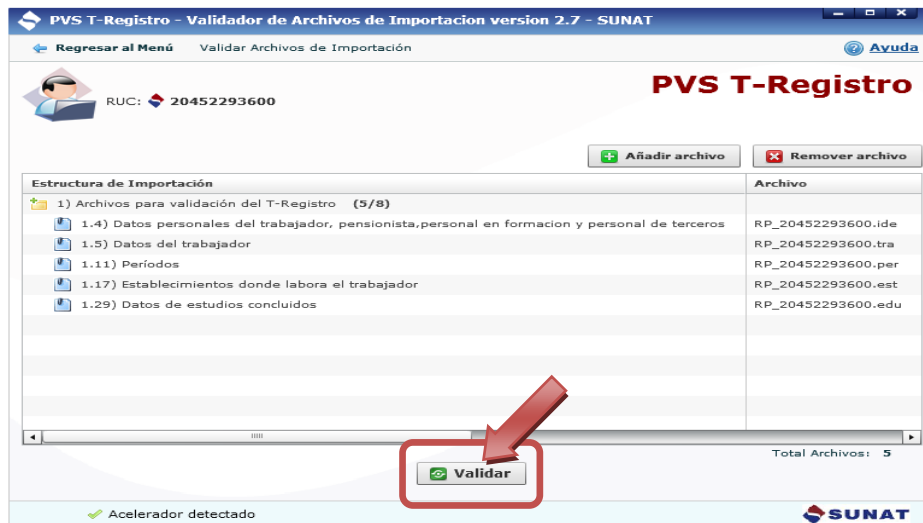 PVS T-Registro - Validador de Archivos de Importacion version 2.7 - SUNAT
Regresar al Menú Validar Archivos de Importación Ayuda
PVS T-Registro
RUC: 20452293600
Añadir archivo Remover archivo
Estructura de Importación Archivo
1) Archivos para validación del T-Registro (5/8)
1.4) Datos personales del trabajador, pensionista,personal en formacion y personal de terceros RP_20452293600.ide
1.5) Datos del trabajador RP_20452293600.tra
1.11) Períodos RP_20452293600.per
1.17) Establecimientos donde labora el trabajador RP_20452293600.est
1.29) Datos de estudios concluidos RP_20452293600.edu
Total Archivos: 5
Validar
Acelerador detectado SUNAT